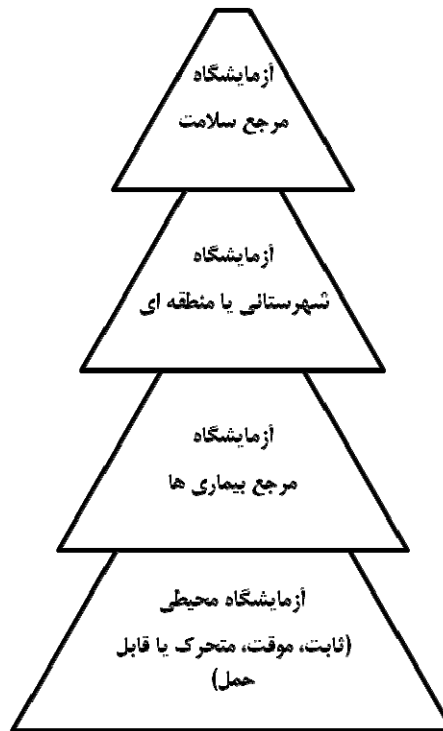 آزمایشگاه
مرجع سلامت
آزمایشگاه
شهرستانی یا منطقه ای
آزمایشگاه
مرجع بیماری ها
آزمایشگاه محیطی
(ثابت، موقت، متحرک یا قابل
حمل)